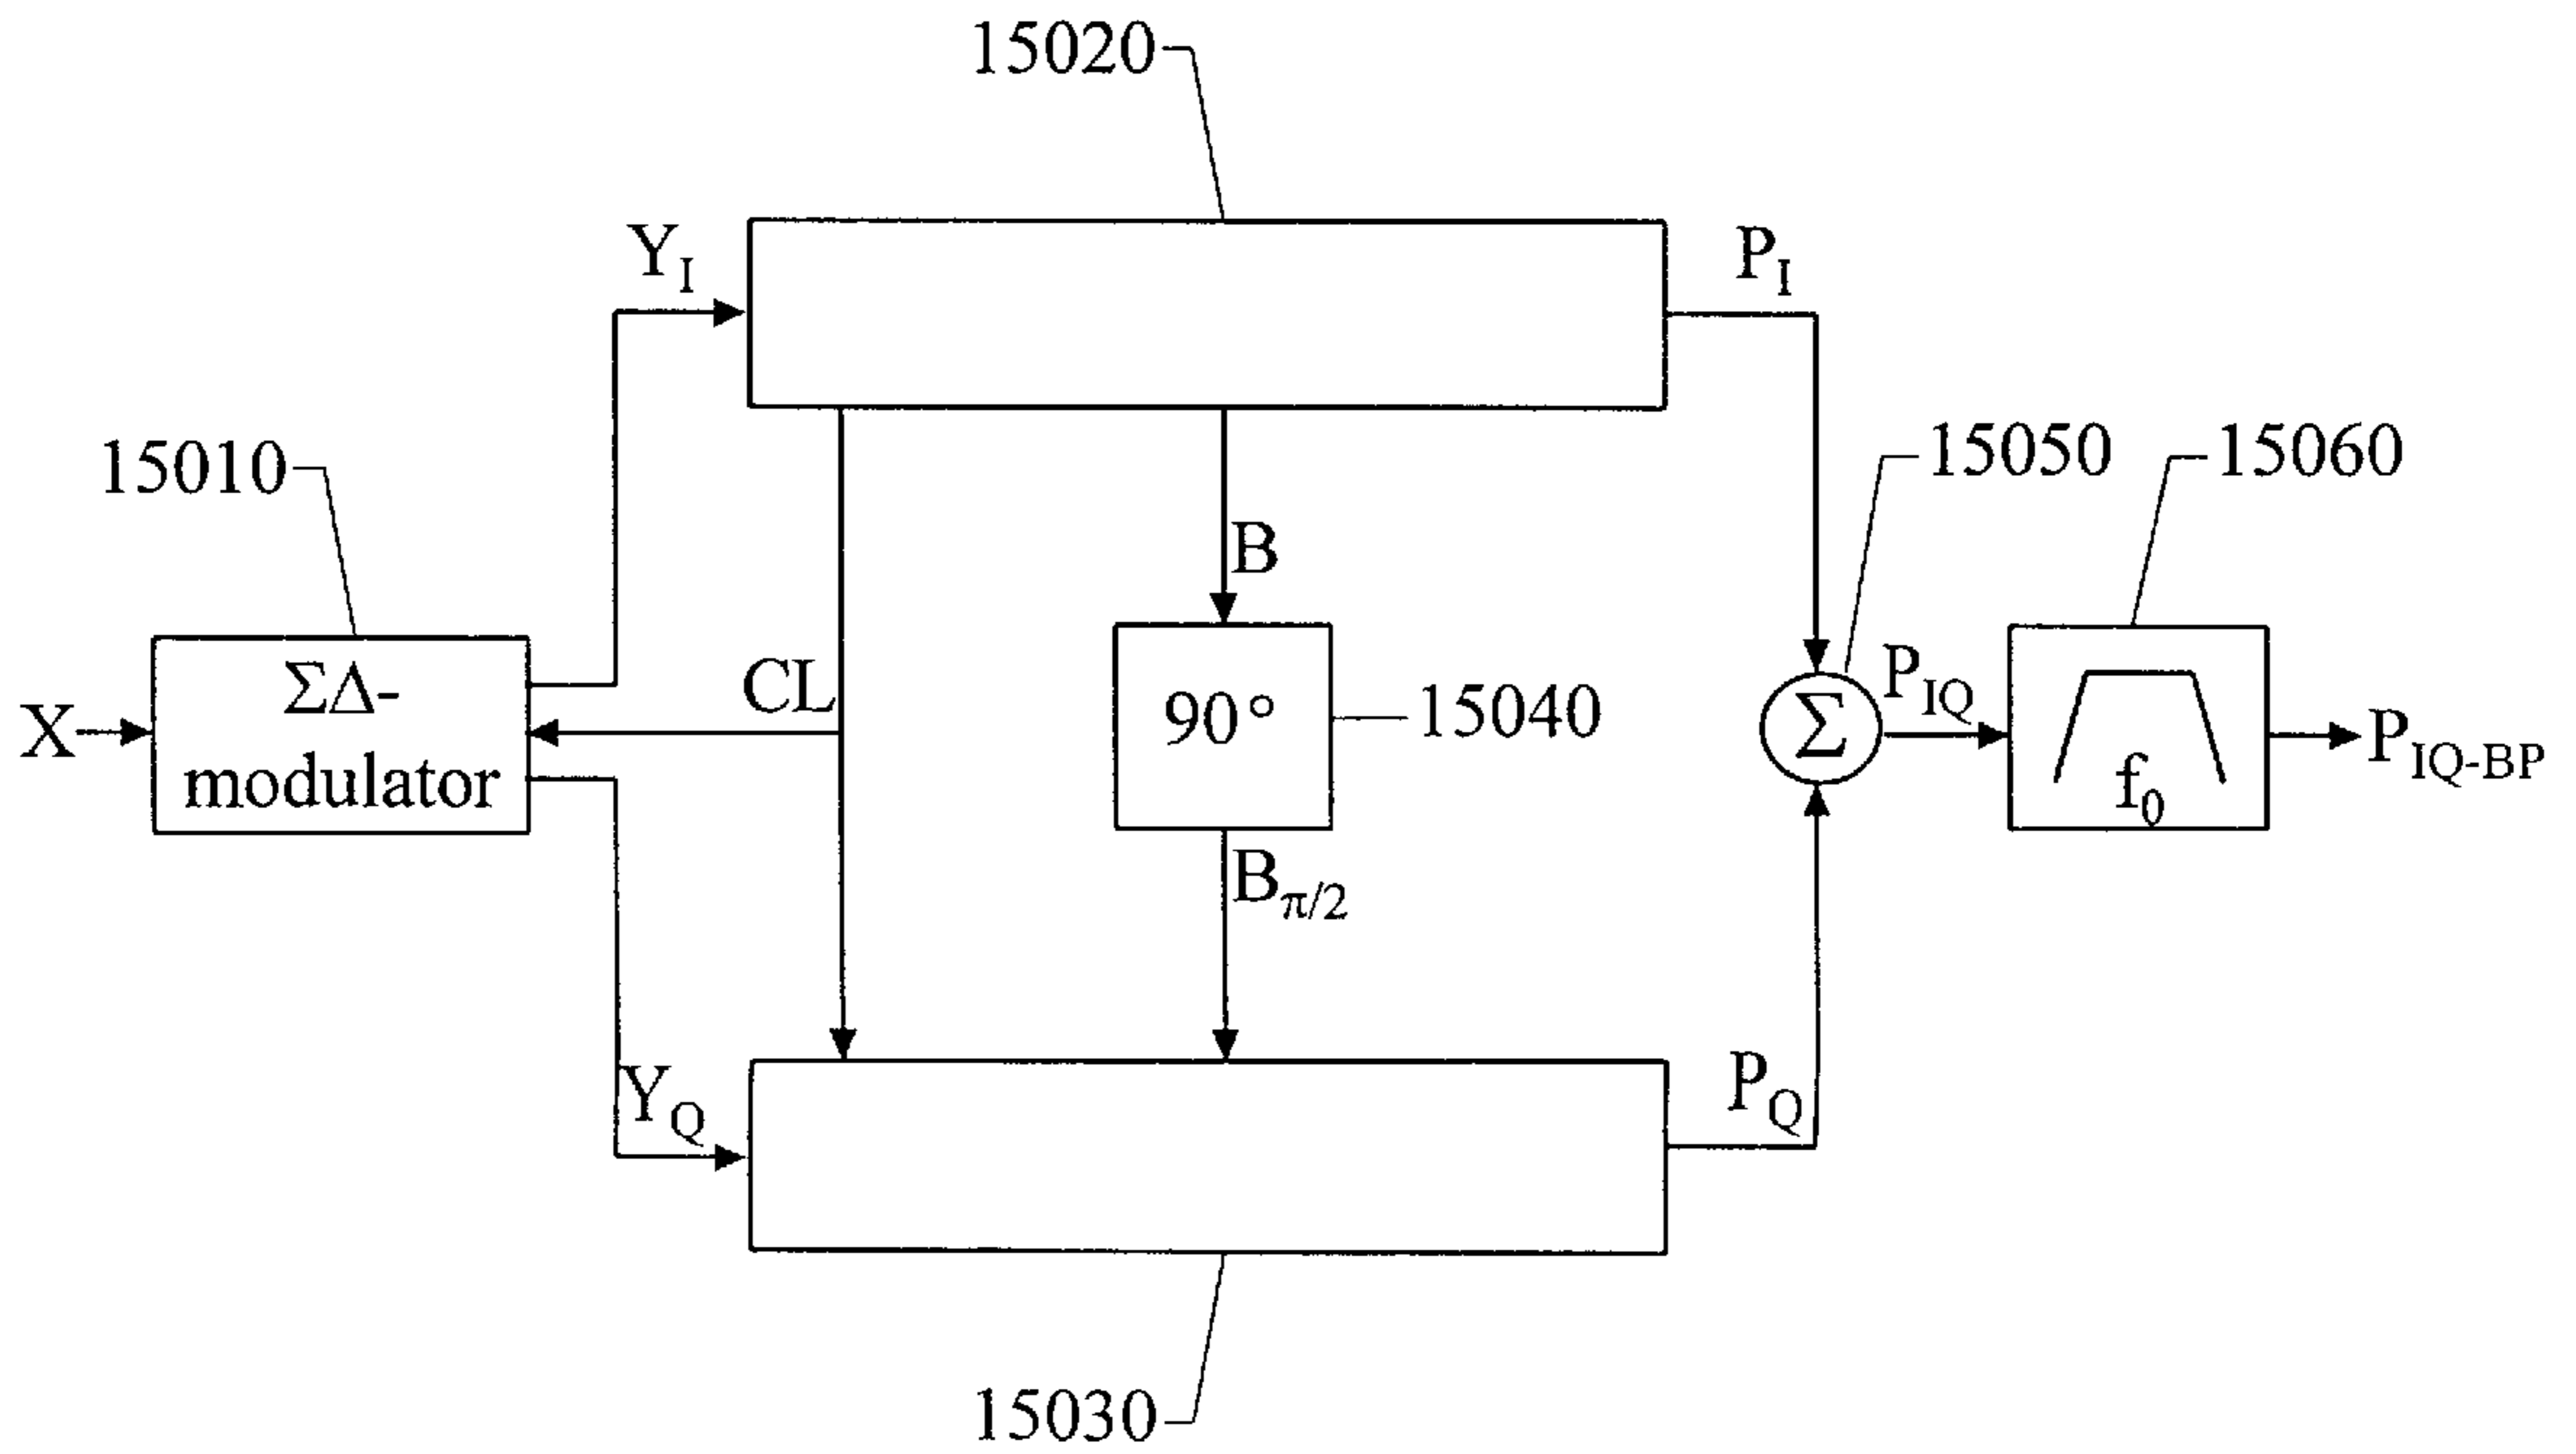 15020
Y_I
P_I
15010
15050
15060
B
ΣΔ-
modulator
X
CL
90°
15040
Σ
P_IQ
f_0
P_IQ-BP
B_π/2
Y_Q
P_Q
15030